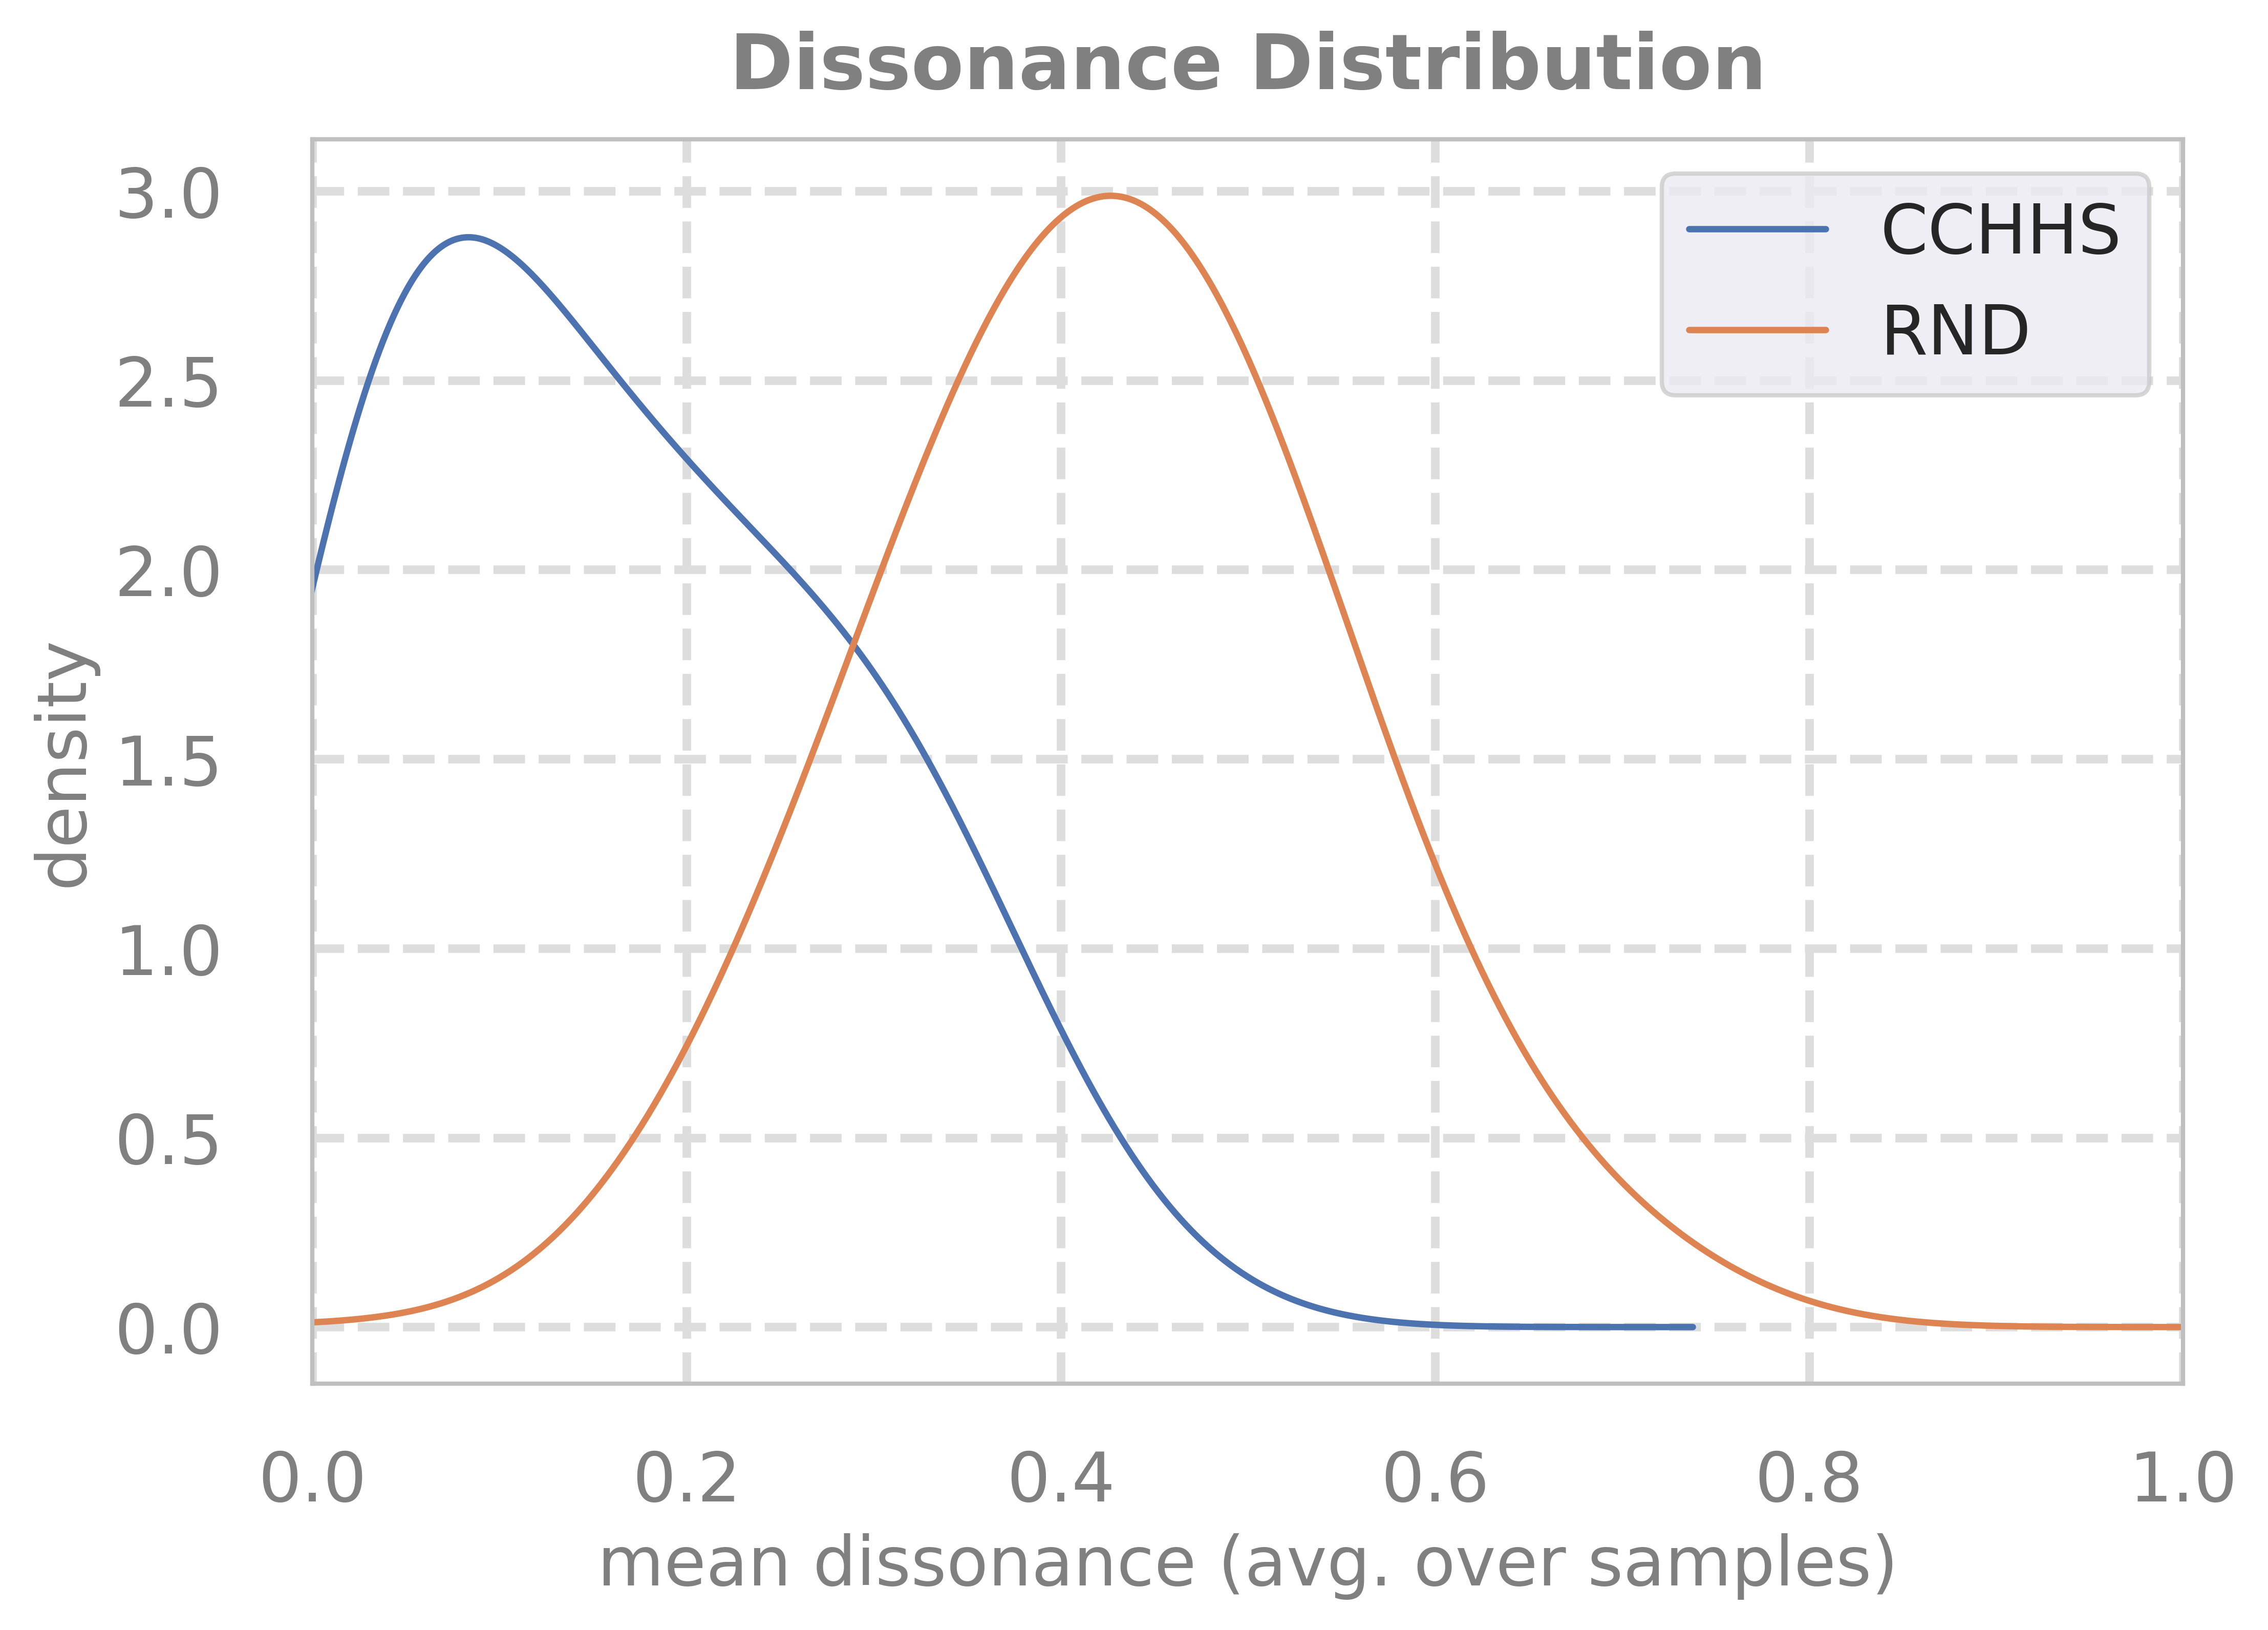 Dissonance Distribution
3.0
2.5
2.0
1.5
1.0
0.5
0.0
density
CCHHS
RND
0.0 0.2 0.4 0.6 0.8 1.0
mean dissonance (avg. over samples)